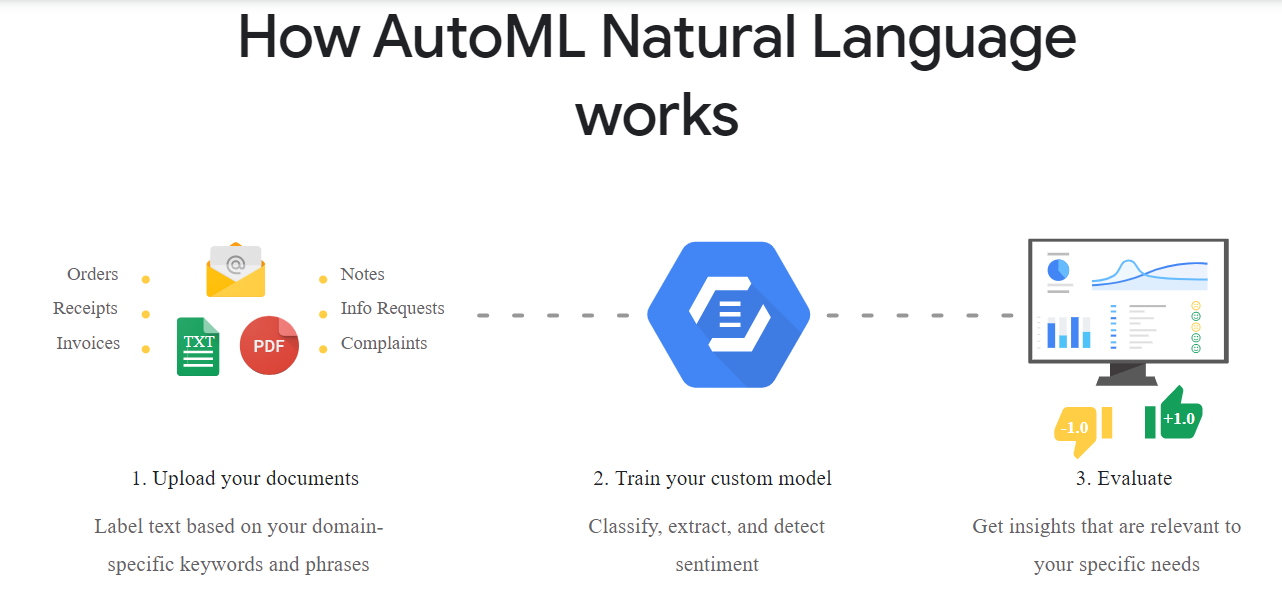 How AutoML Natural Language
works
Orders
Receipts
Invoices
@
TXT
PDF
Notes
Info Requests
Complaints
-1.0
+1.0
1. Upload your documents
Label text based on your domain-
specific keywords and phrases
2. Train your custom model
Classify, extract, and detect
sentiment
3. Evaluate
Get insights that are relevant to
your specific needs